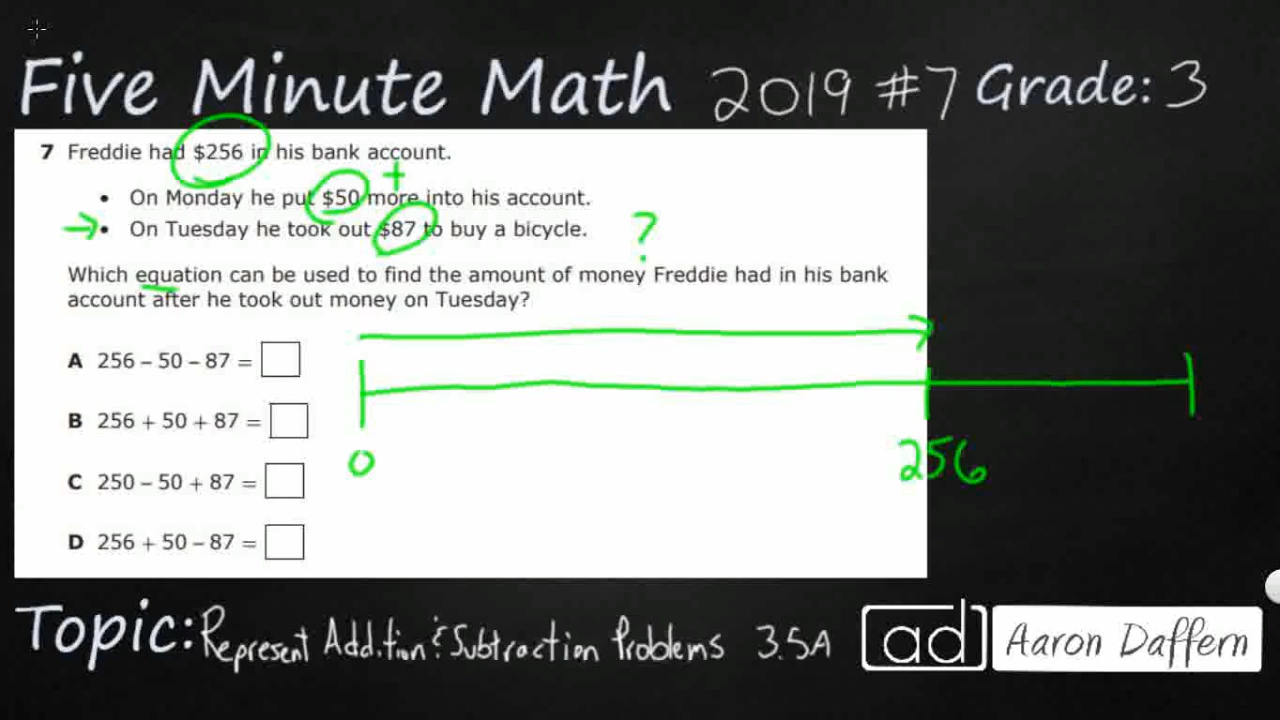 Five Minute Math 2019 #7 Grade: 3
7 Freddie had $256 in his bank account.
+
• On Monday he put $50 more into his account.
→ • On Tuesday he took out $87 to buy a bicycle. ?
Which equation can be used to find the amount of money Freddie had in his bank
account after he took out money on Tuesday?
A 256 – 50 – 87 = □
B 256 + 50 + 87 = □
0 256
C 250 – 50 + 87 = □
D 256 + 50 – 87 = □
Topic: Represent Addition & Subtraction Problems 3.5A ad Aaron Daffern